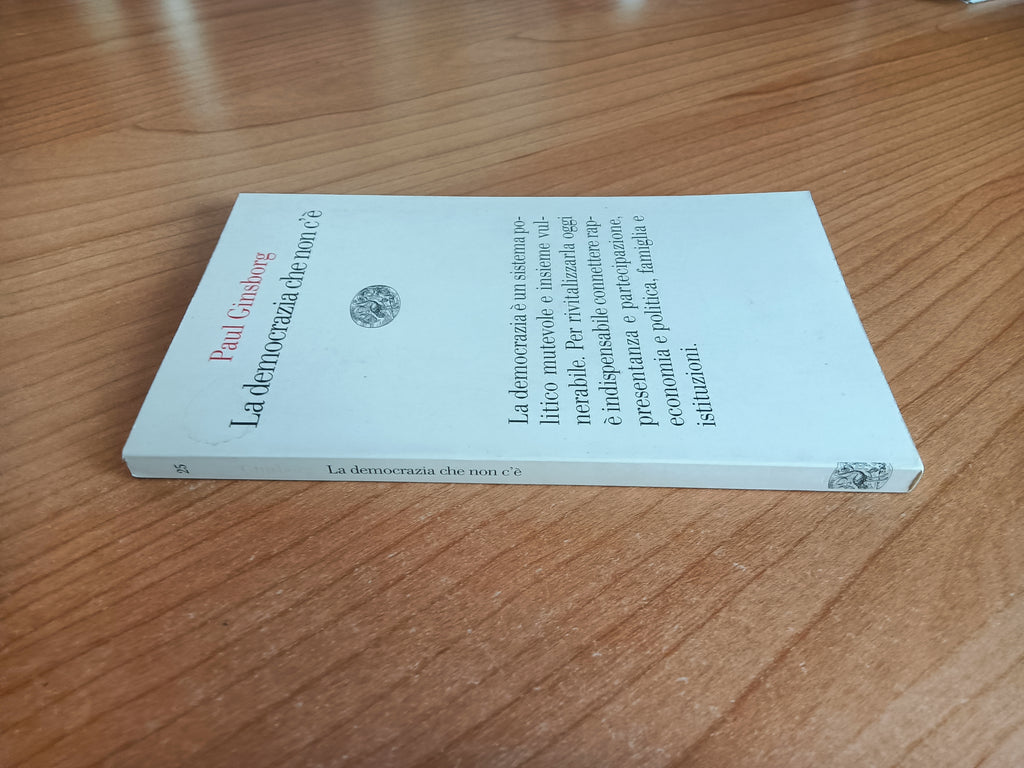 Paul Ginsborg
La democrazia che non c'è
La democrazia è un sistema po-
litico mutevole e insieme vul-
nerabile. Per rivitalizzarla oggi
è indispensabile connettere rap-
presentanza e partecipazione,
economia e politica, famiglia e
istituzioni.
35
La democrazia che non c'è